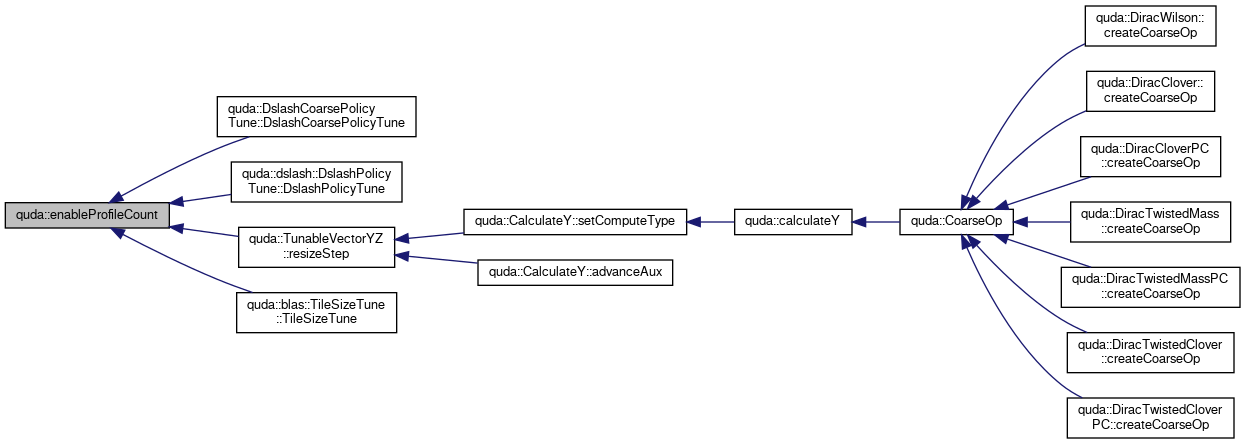 quda::enableProfileCount
quda::DslashCoarsePolicy
Tune::DslashCoarsePolicyTune
quda::dslash::DslashPolicy
Tune::DslashPolicyTune
quda::TunableVectorYZ
::resizeStep
quda::blas::TileSizeTune
::TileSizeTune
quda::CalculateY::setComputeType
quda::CalculateY::advanceAux
quda::calculateY
quda::CoarseOp
quda::DiracWilson::
createCoarseOp
quda::DiracClover::
createCoarseOp
quda::DiracCloverPC
::createCoarseOp
quda::DiracTwistedMass
::createCoarseOp
quda::DiracTwistedMassPC
::createCoarseOp
quda::DiracTwistedClover
::createCoarseOp
quda::DiracTwistedClover
PC::createCoarseOp